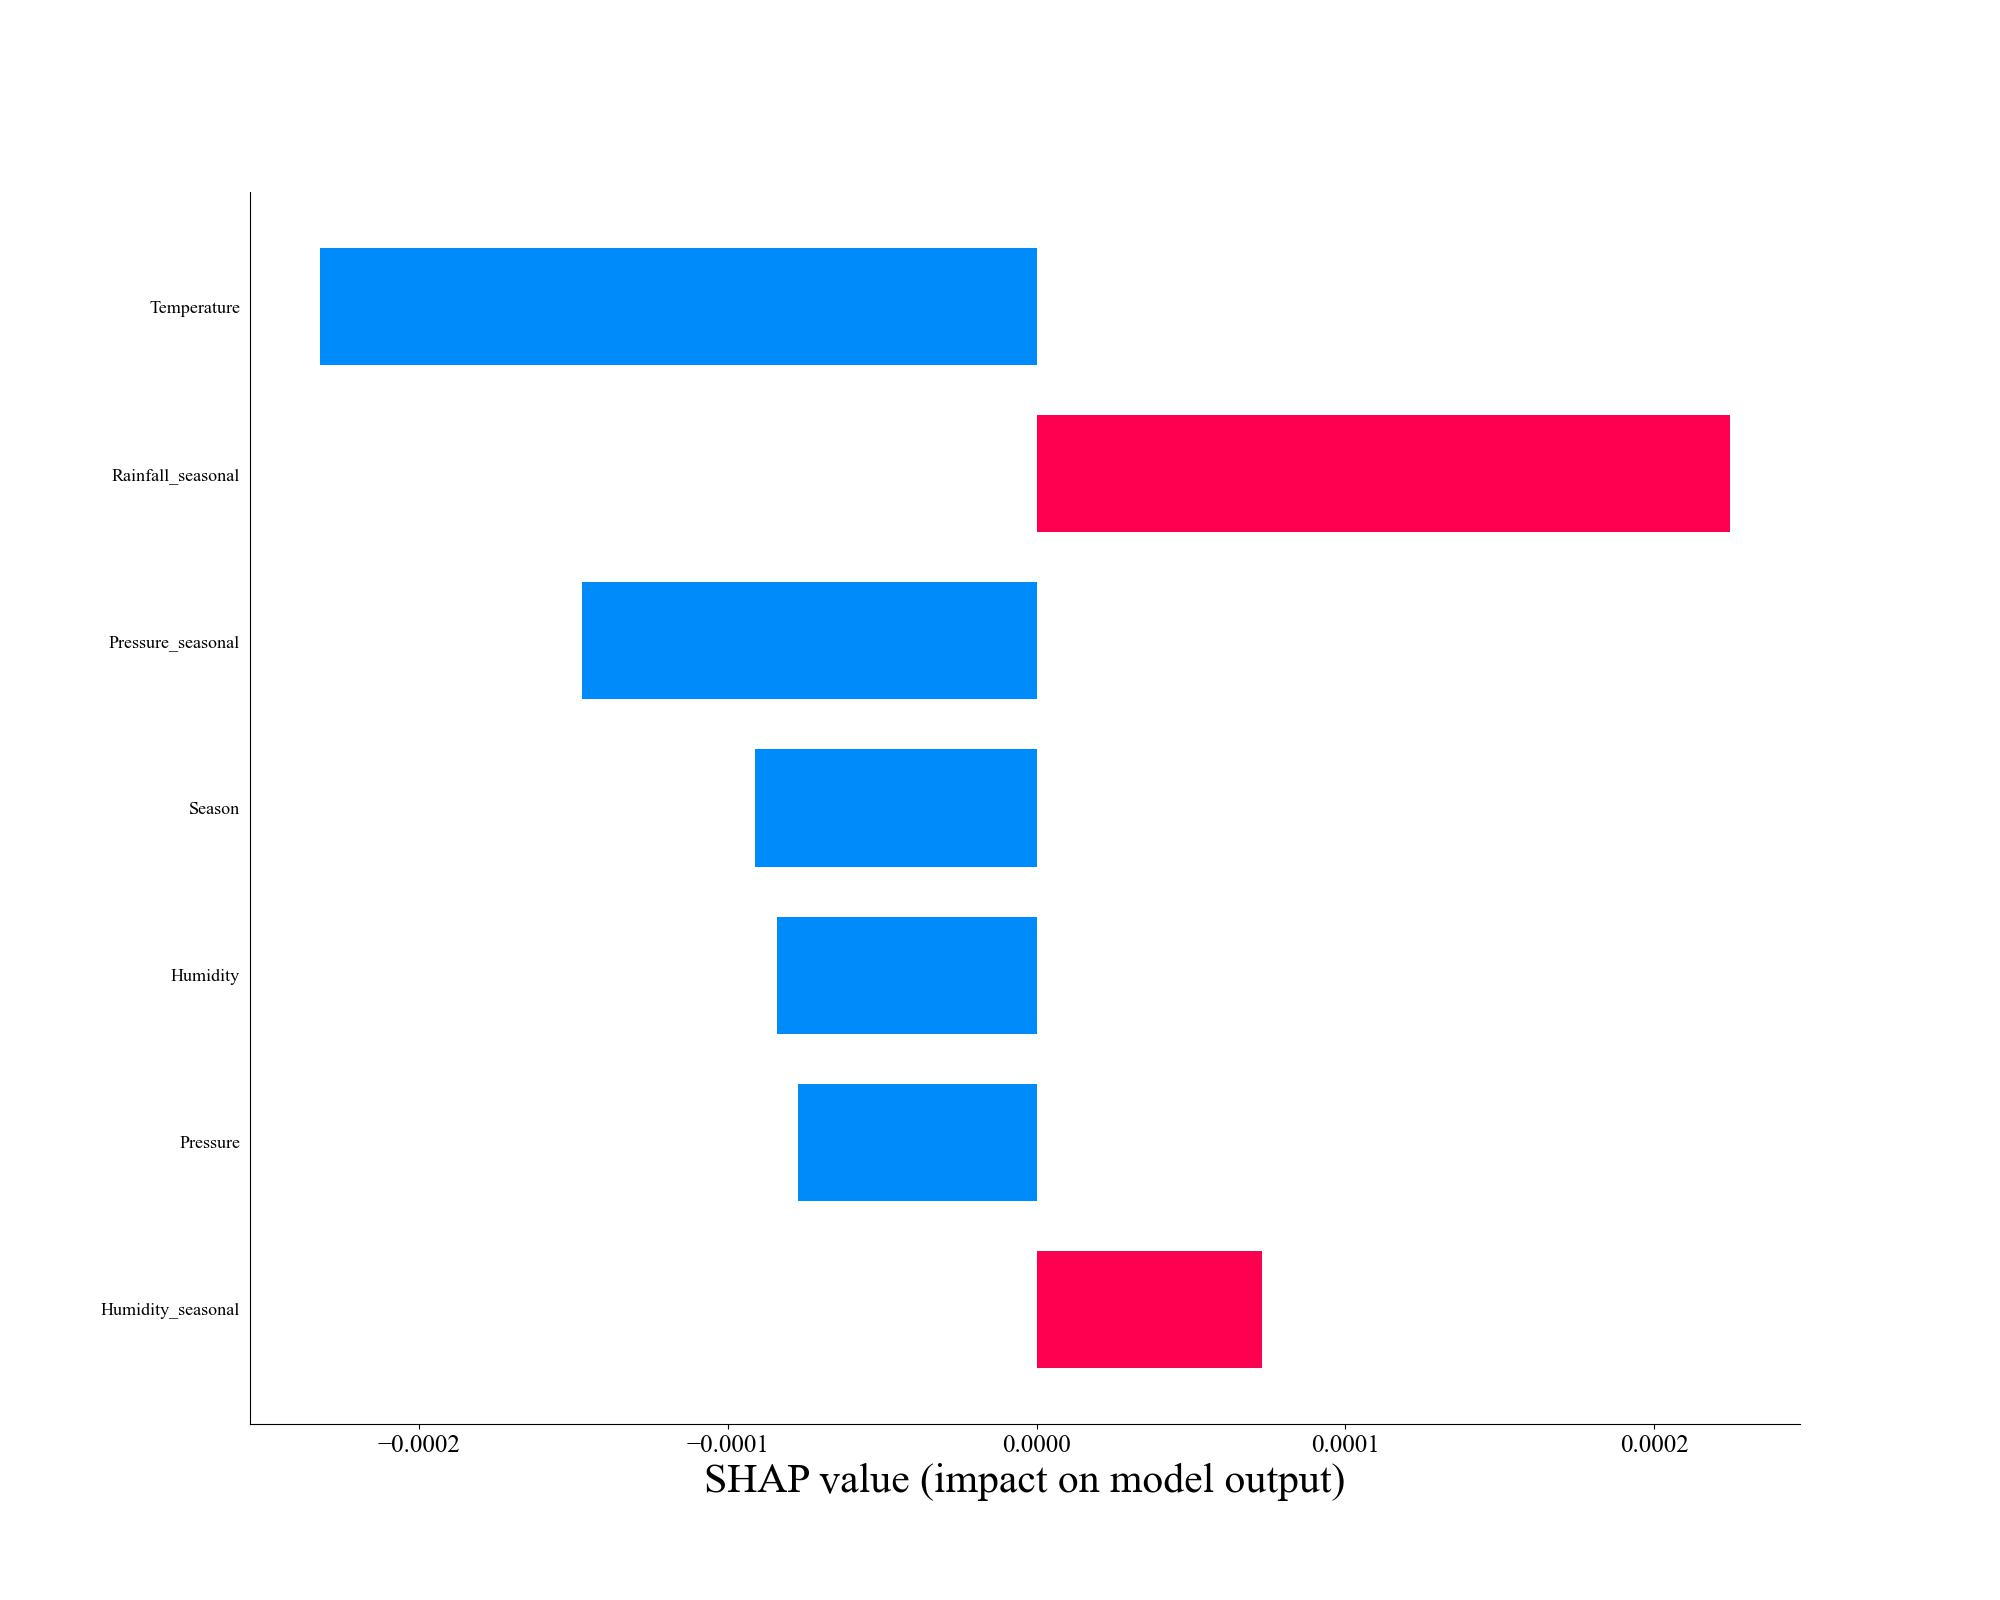 Temperature
Rainfall_seasonal
Pressure_seasonal
Season
Humidity
Pressure
Humidity_seasonal
−0.0002 −0.0001 0.0000 0.0001 0.0002
SHAP value (impact on model output)